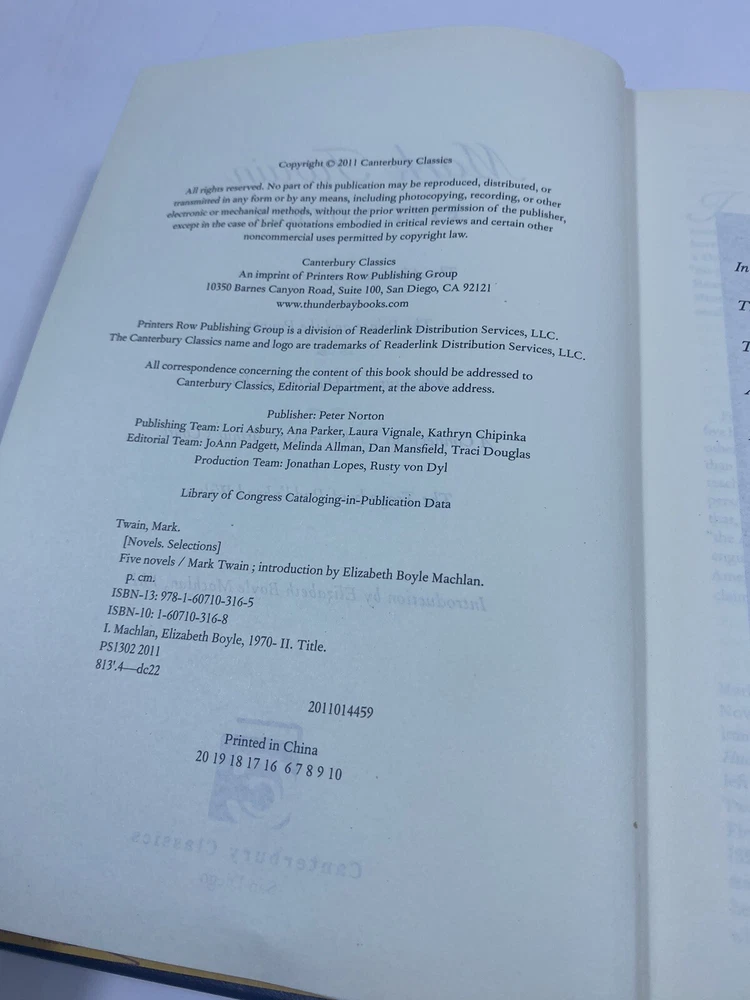 Copyright © 2011 Canterbury Classics
All rights reserved. No part of this publication may be reproduced, distributed, or
transmitted in any form or by any means, including photocopying, recording, or other
electronic or mechanical methods, without the prior written permission of the publisher,
except in the case of brief quotations embodied in critical reviews and certain other
noncommercial uses permitted by copyright law.
Canterbury Classics
An imprint of Printers Row Publishing Group
10350 Barnes Canyon Road, Suite 100, San Diego, CA 92121
www.thunderbaybooks.com
Printers Row Publishing Group is a division of Readerlink Distribution Services, LLC.
The Canterbury Classics name and logo are trademarks of Readerlink Distribution Services, LLC.
All correspondence concerning the content of this book should be addressed to
Canterbury Classics, Editorial Department, at the above address.
Publisher: Peter Norton
Publishing Team: Lori Asbury, Ana Parker, Laura Vignale, Kathryn Chipinka
Editorial Team: JoAnn Padgett, Melinda Allman, Dan Mansfield, Traci Douglas
Production Team: Jonathan Lopes, Rusty von Dyl
Library of Congress Cataloging-in-Publication Data
Twain, Mark.
[Novels. Selections]
Five novels / Mark Twain ; introduction by Elizabeth Boyle Machlan.
p. cm.
ISBN-13: 978-1-60710-316-5
ISBN-10: 1-60710-316-8
I. Machlan, Elizabeth Boyle, 1970- II. Title.
PS1302 2011
813'.4—dc22
2011014459
Printed in China
20 19 18 17 16 6 7 8 9 10
In
T
T